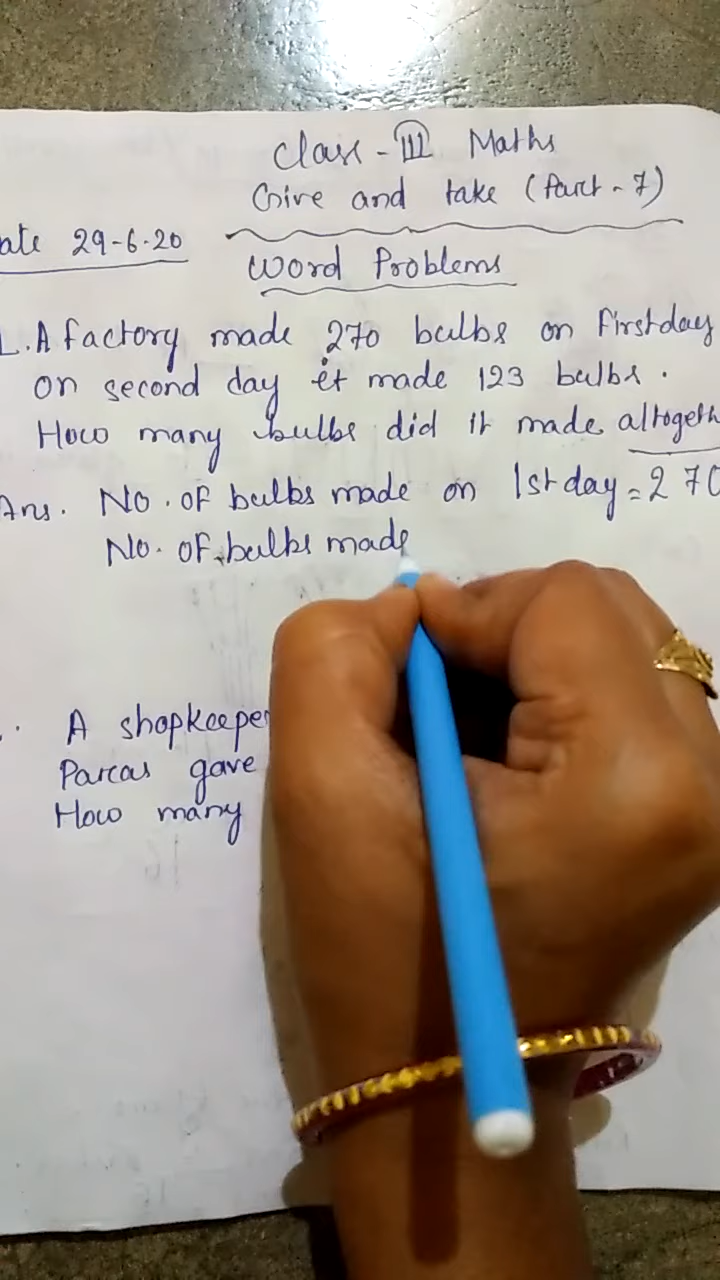 Class - III Maths
Give and take (Part - 7)
ate 29-6-20
Word Problems
1. A factory made 270 bulbs on first day
on second day it made 123 bulbs.
How many bulbs did it made altogeth
Ans. No. of bulbs made on 1st day = 270
No. of bulbs made
A shopkeeper
Paras gave
How many